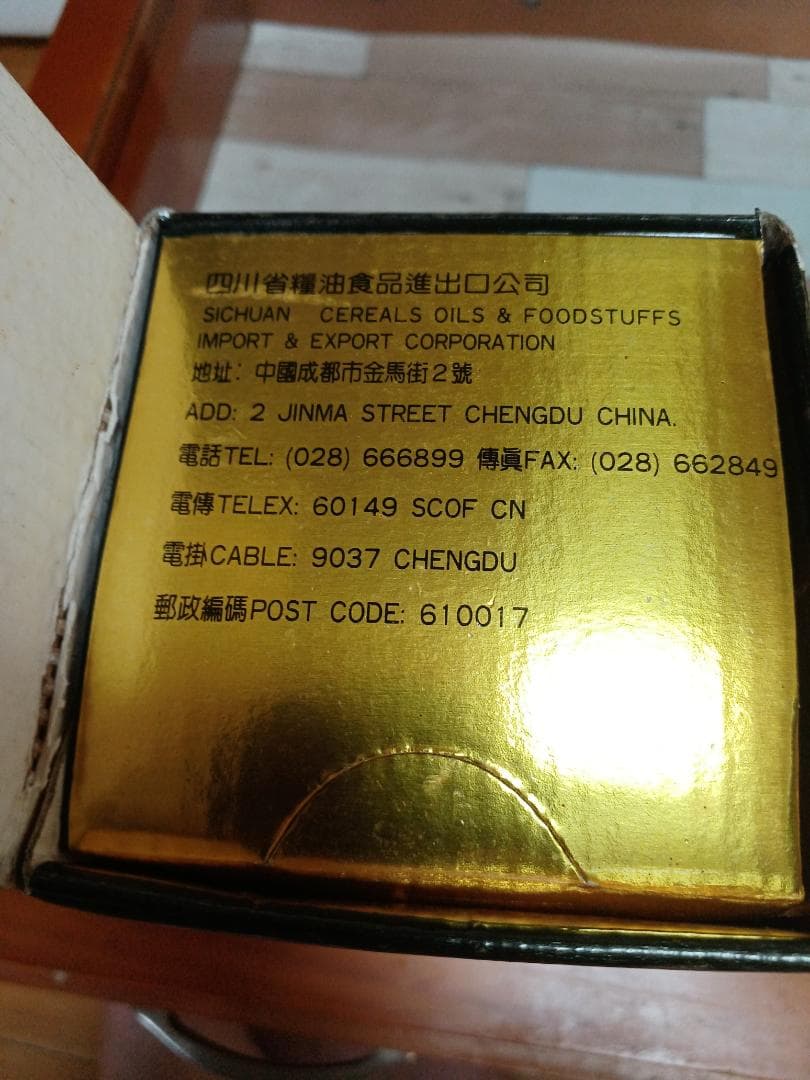 四川省糧油食品進出口公司
SICHUAN CEREALS OILS & FOODSTUFFS
IMPORT & EXPORT CORPORATION
地址: 中國成都市金馬街2號
ADD: 2 JINMA STREET CHENGDU CHINA.
電話TEL: (028) 666899 傳眞FAX: (028) 662849
電傳TELEX: 60149 SCOF CN
電掛CABLE: 9037 CHENGDU
郵政編碼POST CODE: 610017